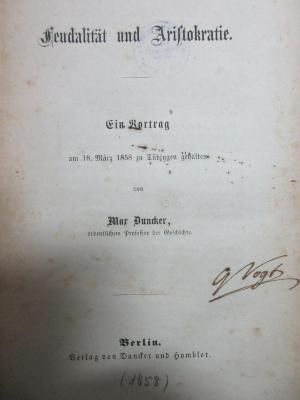 Feudalität und Aristokratie.
Ein Vortrag
am 18. März 1858 zu Tübingen gehalten
von
Max Duncker,
ordentlichem Professor der Geschichte.
Vogt
Berlin.
Verlag von Duncker und Humblot.
(1858)